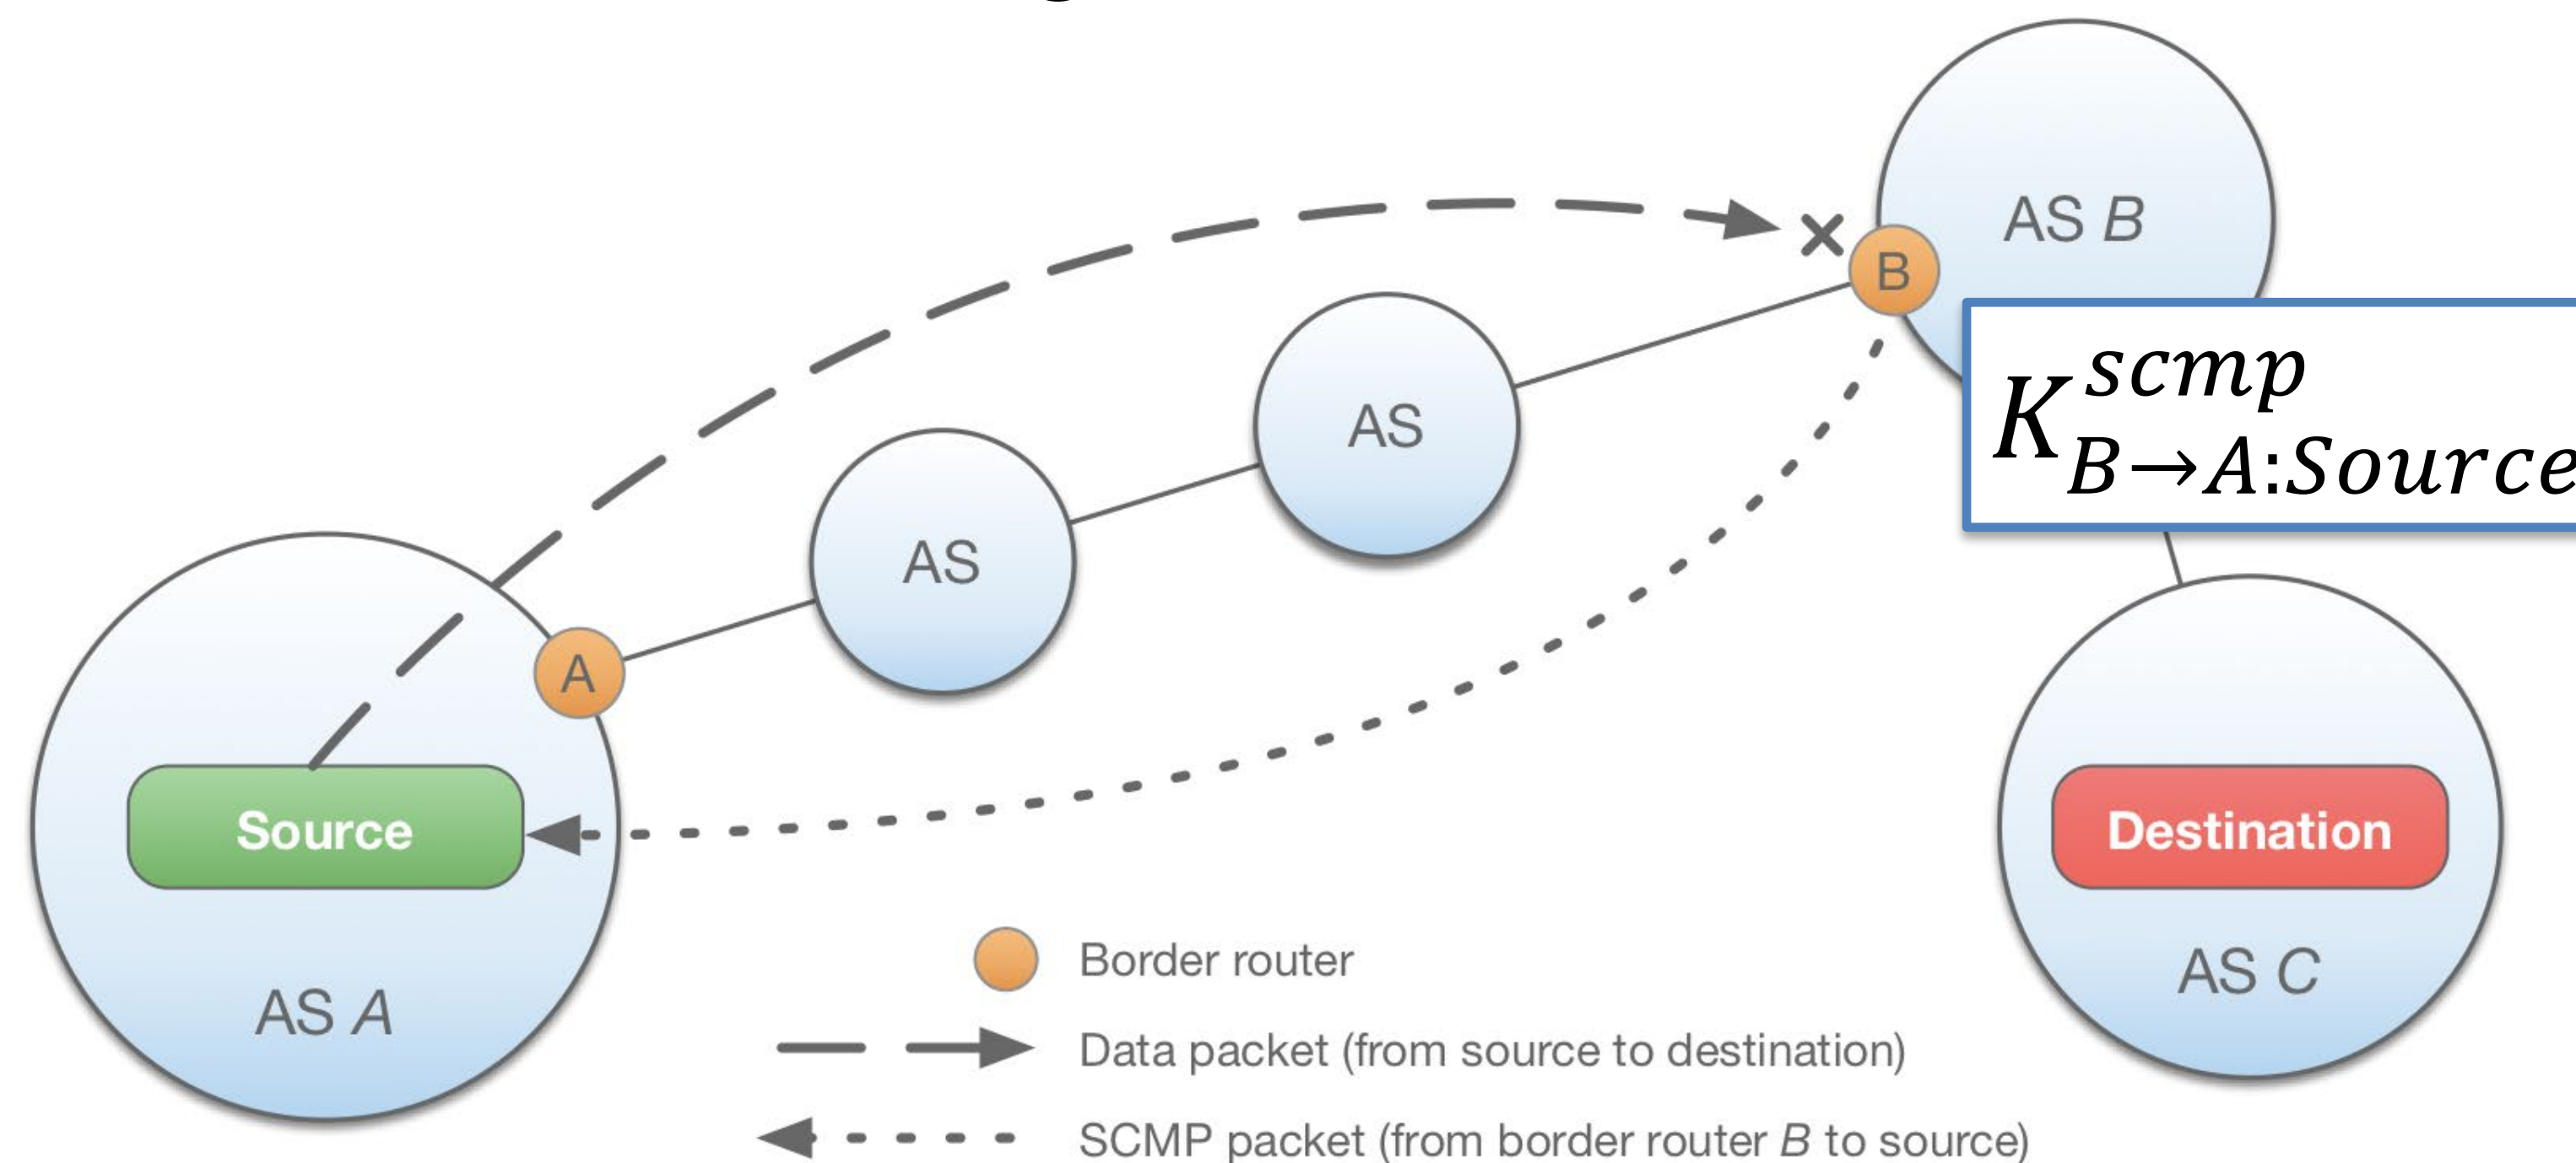 AS B
B
K^{scmp}_{B→A:Source}
AS
AS
A
Source
Destination
AS A
AS C
Border router
Data packet (from source to destination)
SCMP packet (from border router B to source)